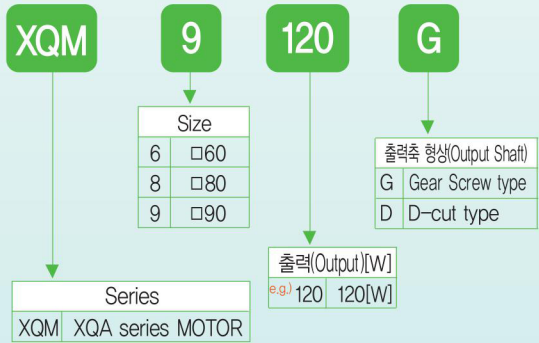 XQM 9 120 G
Size
6 □60
8 □80
9 □90
출력축 형상(Output Shaft)
G Gear Screw type
D D-cut type
출력(Output)[W]
e.g.) 120 120[W]
Series
XQM XQA series MOTOR